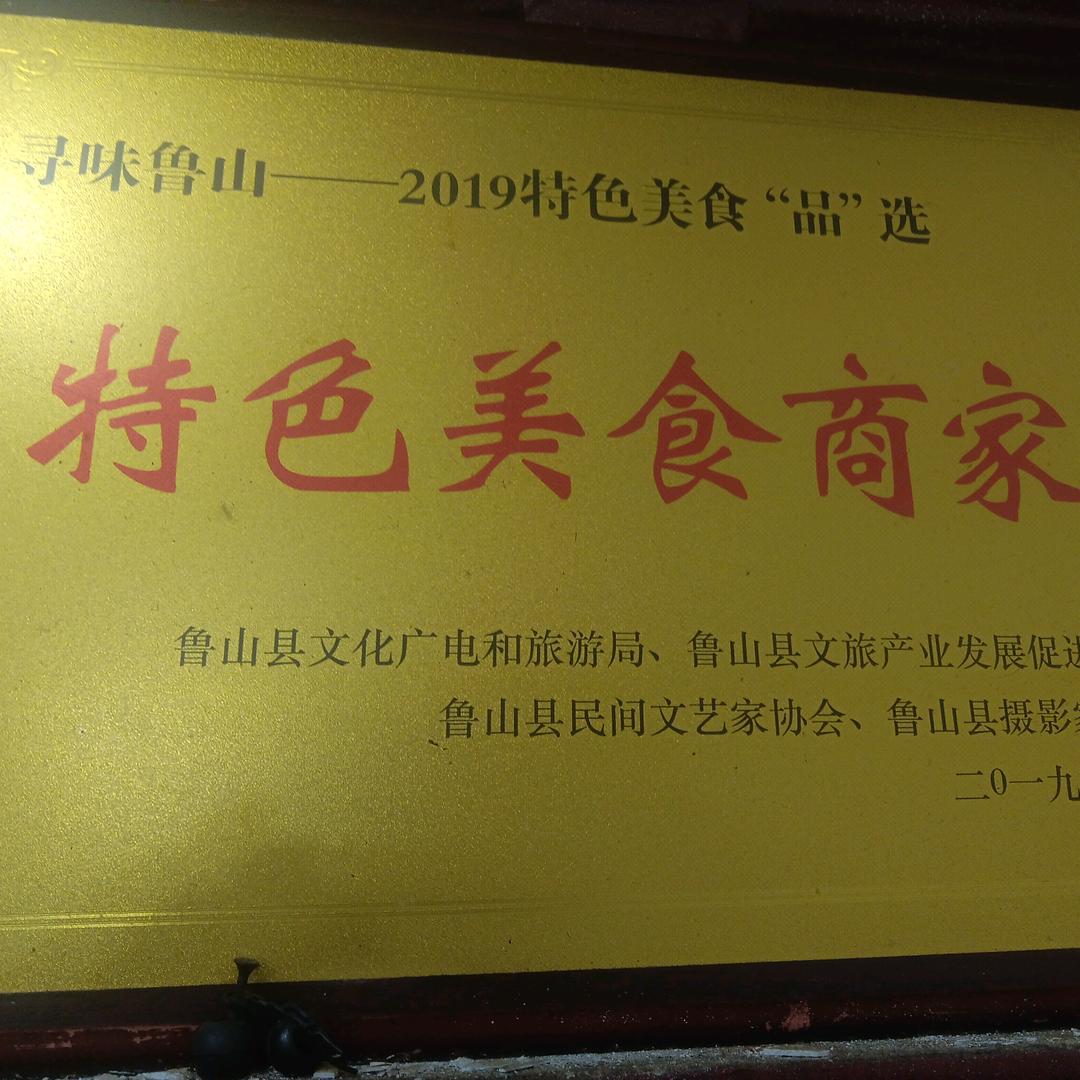 寻味鲁山——2019特色美食“品”选
特色美食商家
鲁山县文化广电和旅游局、鲁山县文旅产业发展促进
鲁山县民间文艺家协会、鲁山县摄影家
二0一九